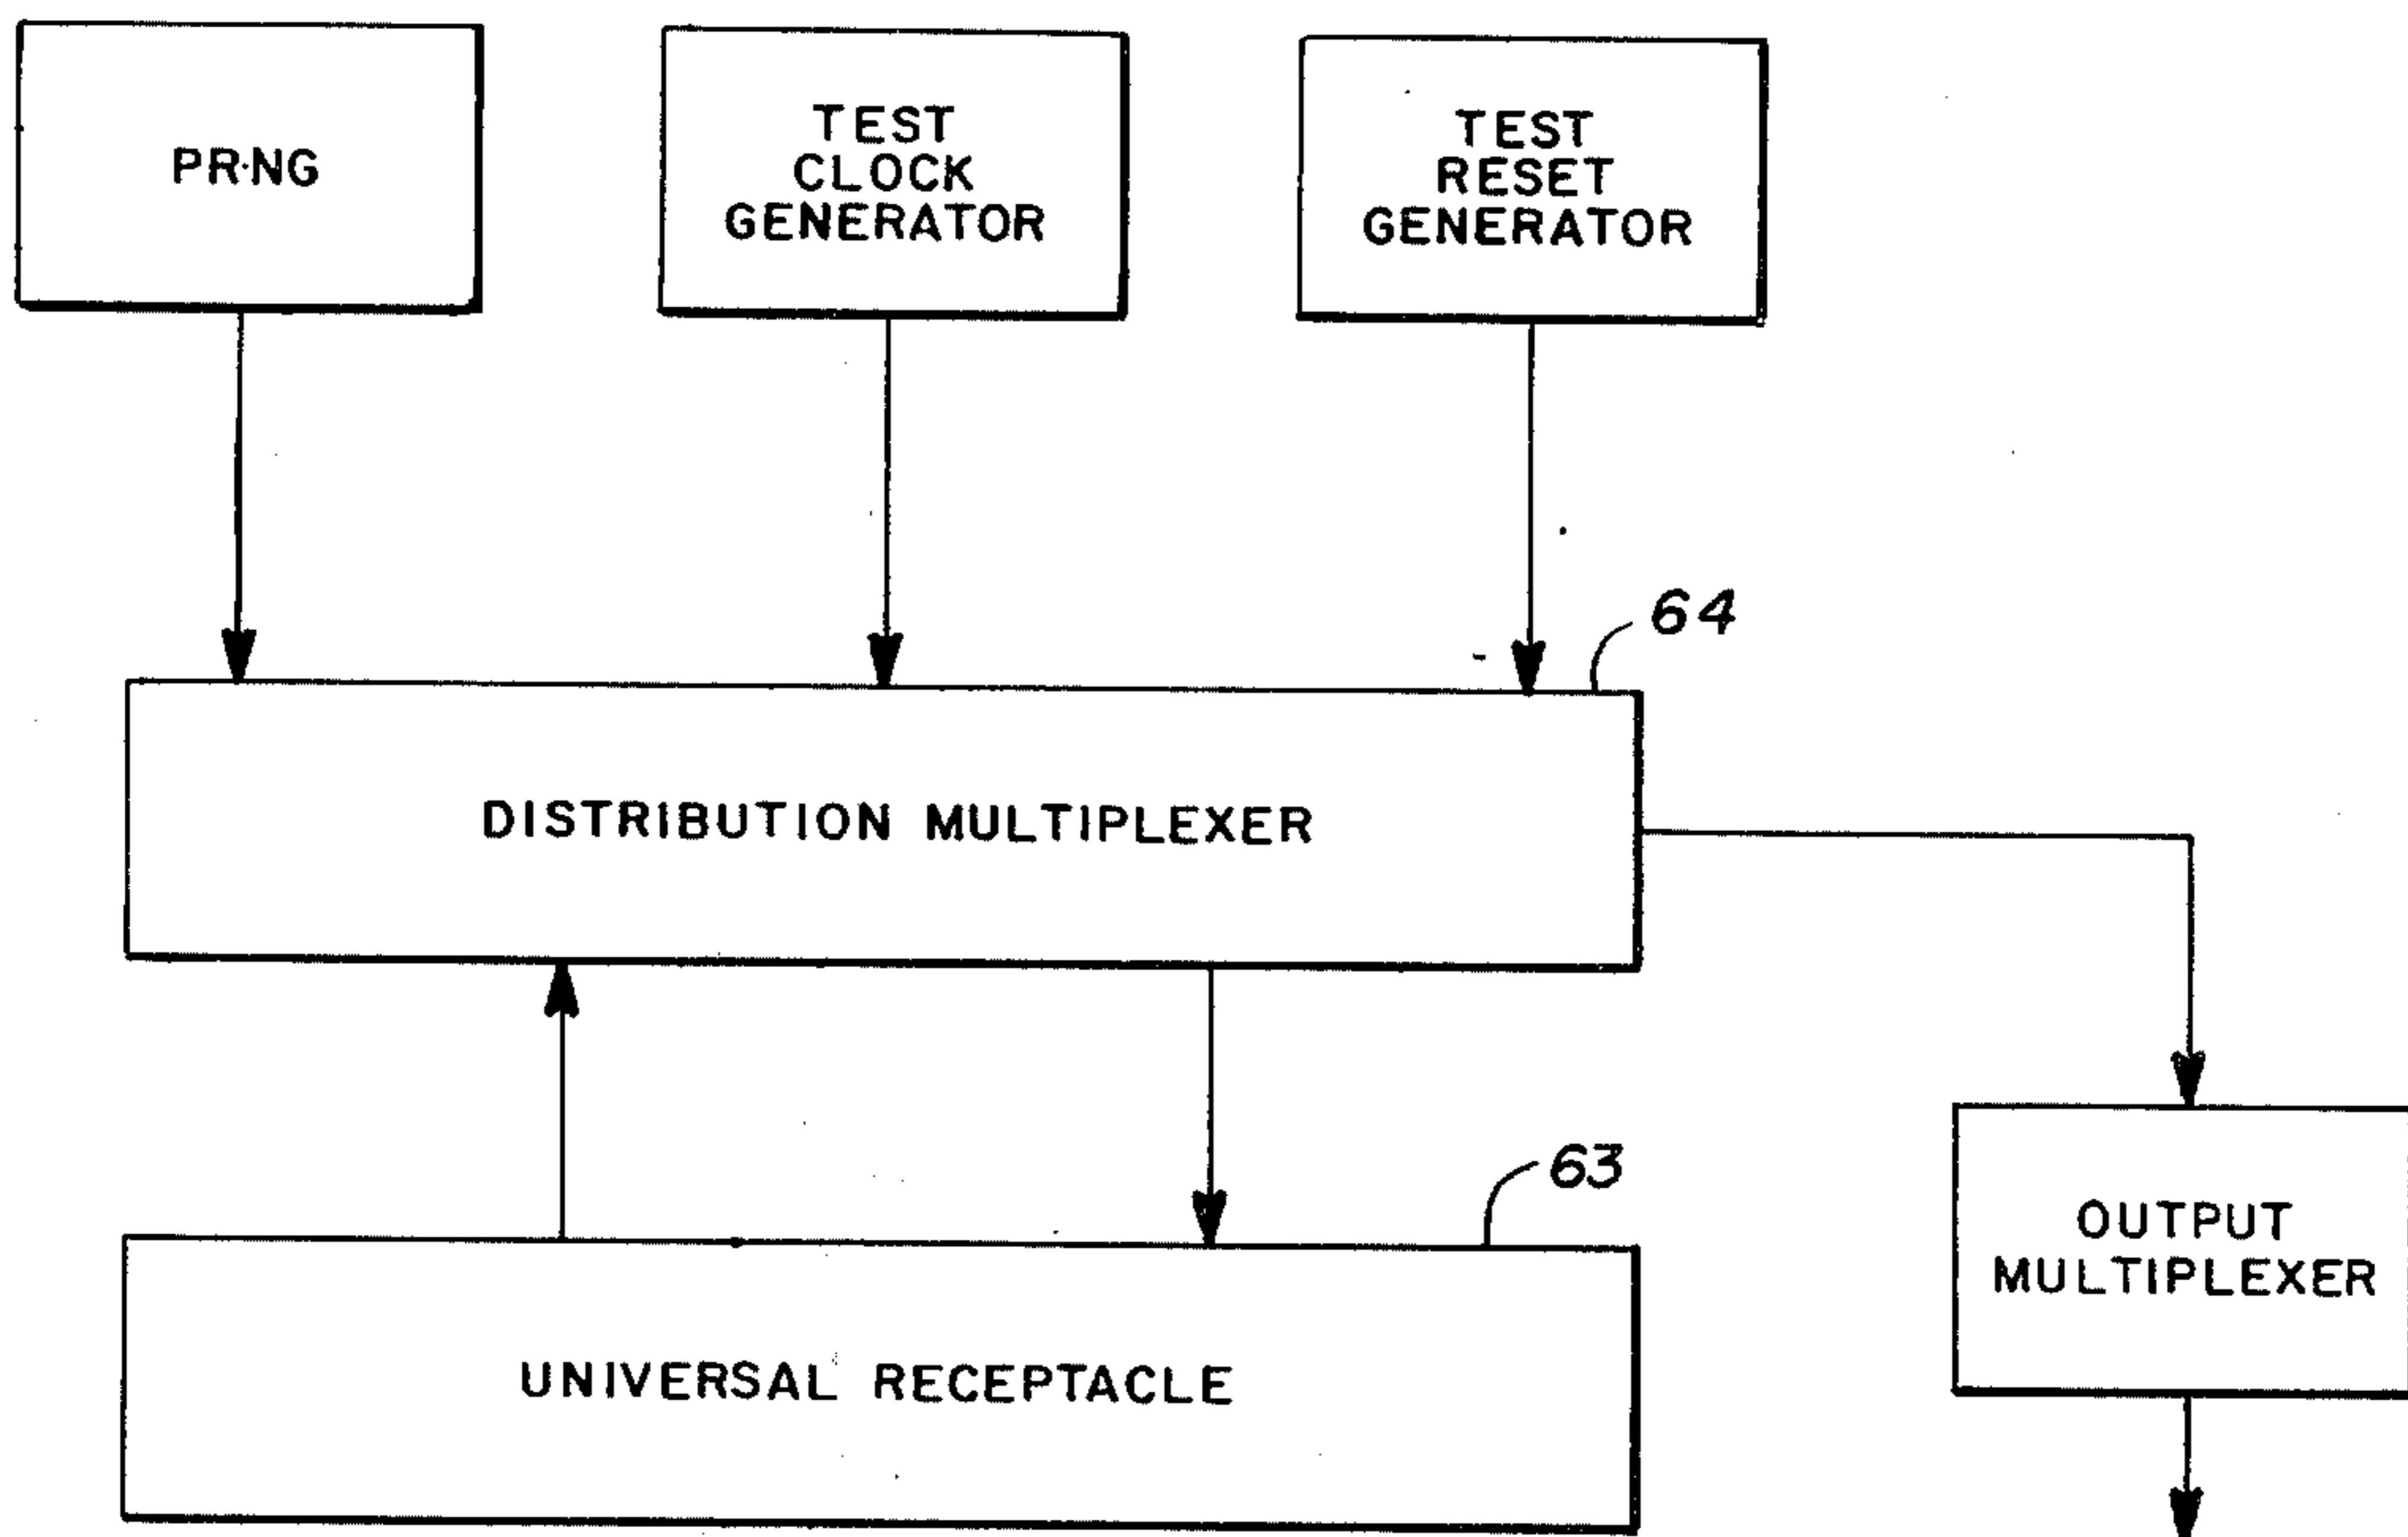 PR·NG
TEST
CLOCK
GENERATOR
TEST
RESET
GENERATOR
64
DISTRIBUTION MULTIPLEXER
63
OUTPUT
MULTIPLEXER
UNIVERSAL RECEPTACLE